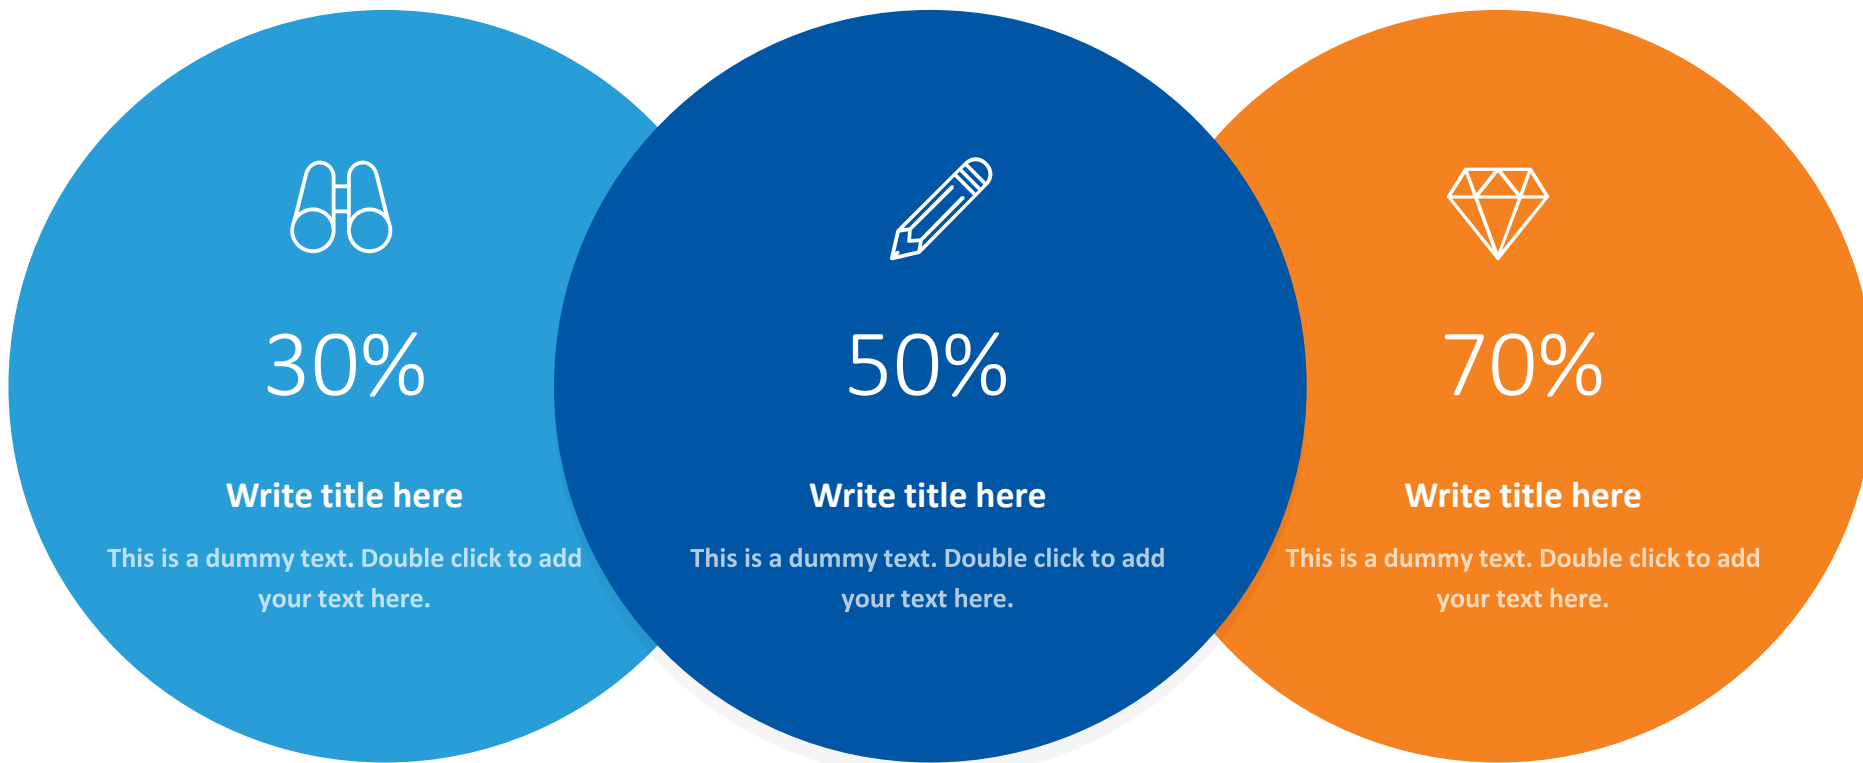 30%
Write title here
This is a dummy text. Double click to add
your text here.
50%
Write title here
This is a dummy text. Double click to add
your text here.
70%
Write title here
This is a dummy text. Double click to add
your text here.